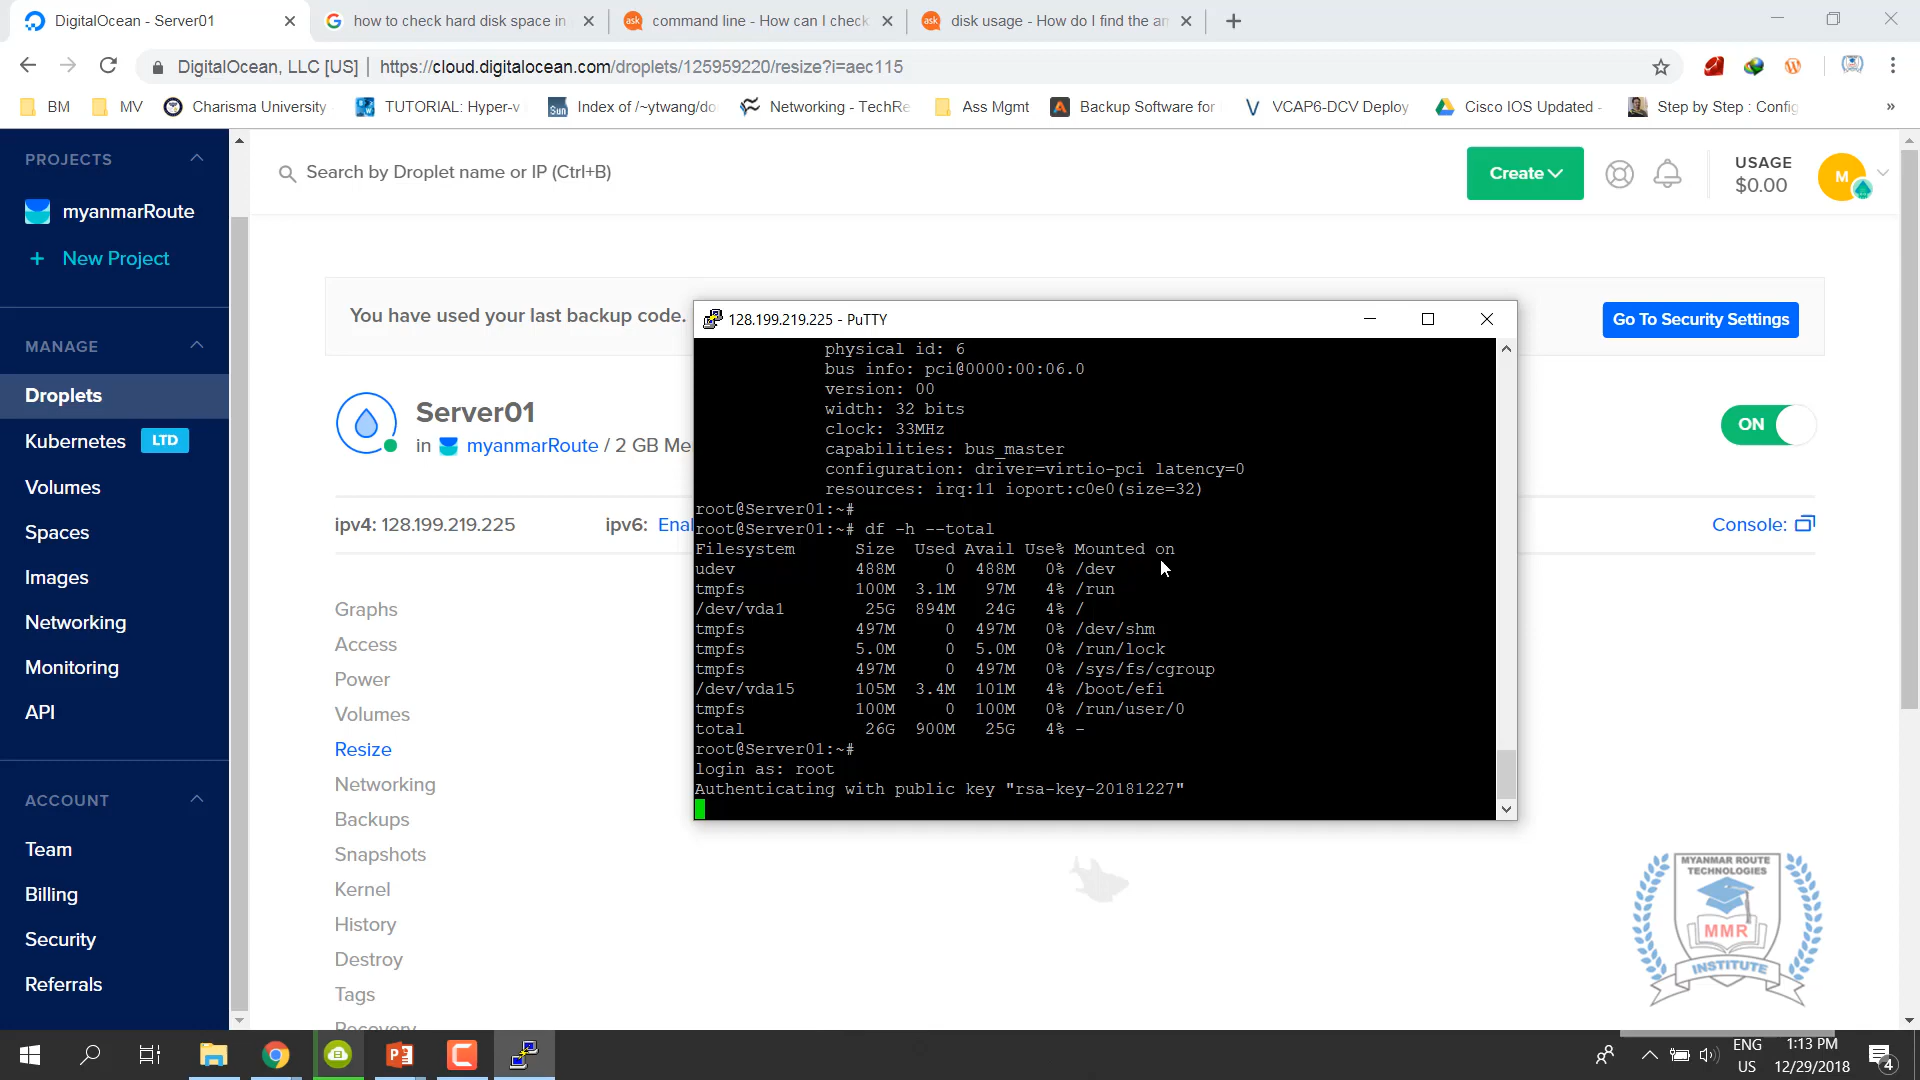 DigitalOcean - Server01
how to check hard disk space in
command line - How can I check
disk usage - How do I find the am
DigitalOcean, LLC [US] | https://cloud.digitalocean.com/droplets/125959220/resize?i=aec115
BM
MV
Charisma University
TUTORIAL: Hyper-v
Index of /~ytwang/do
Networking - TechRe
Ass Mgmt
Backup Software for
VCAP6-DCV Deploy
Cisco IOS Updated -
Step by Step : Config
»
PROJECTS
myanmarRoute
+ New Project
MANAGE
Droplets
Kubernetes LTD
Volumes
Spaces
Images
Networking
Monitoring
API
ACCOUNT
Team
Billing
Security
Referrals
Search by Droplet name or IP (Ctrl+B)
Create
USAGE
$0.00
M
You have used your last backup code.
Go To Security Settings
Server01
in myanmarRoute / 2 GB Me
ON
ipv4: 128.199.219.225
ipv6: Enal
Console:
Graphs
Access
Power
Volumes
Resize
Networking
Backups
Snapshots
Kernel
History
Destroy
Tags
Recovery
128.199.219.225 - PuTTY
physical id: 6
bus info: pci@0000:00:06.0
version: 00
width: 32 bits
clock: 33MHz
capabilities: bus_master
configuration: driver=virtio-pci latency=0
resources: irq:11 ioport:c0e0(size=32)
root@Server01:~#
root@Server01:~# df -h --total
Filesystem Size Used Avail Use% Mounted on
udev 488M 0 488M 0% /dev
tmpfs 100M 3.1M 97M 4% /run
/dev/vda1 25G 894M 24G 4% /
tmpfs 497M 0 497M 0% /dev/shm
tmpfs 5.0M 0 5.0M 0% /run/lock
tmpfs 497M 0 497M 0% /sys/fs/cgroup
/dev/vda15 105M 3.4M 101M 4% /boot/efi
tmpfs 100M 0 100M 0% /run/user/0
total 26G 900M 25G 4% -
root@Server01:~#
login as: root
Authenticating with public key "rsa-key-20181227"
MYANMAR ROUTE
TECHNOLOGIES
MMR
INSTITUTE
ENG
US
1:13 PM
12/29/2018
4